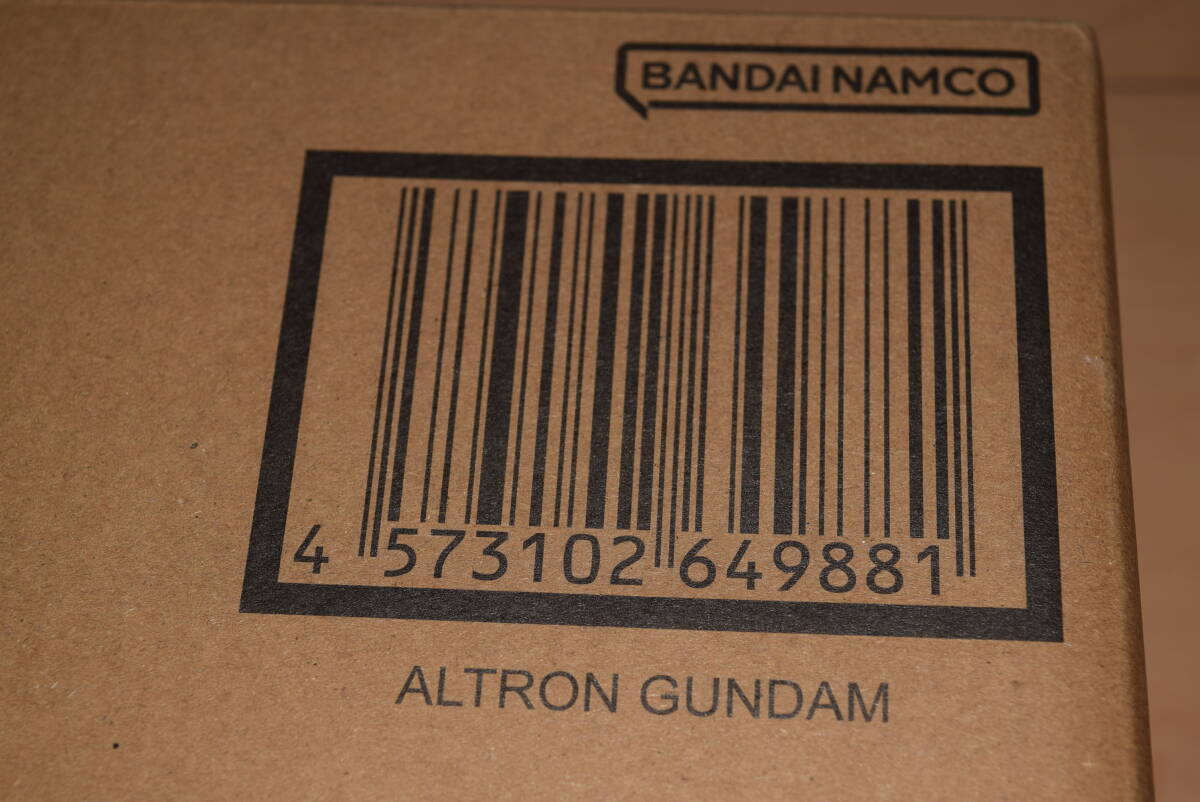 BANDAI NAMCO
4 573102 649881
ALTRON GUNDAM